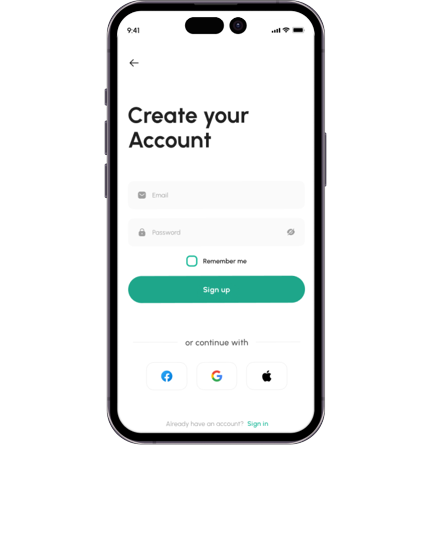 9:41
Create your
Account
Email
Password
Remember me
Sign up
or continue with
Already have an account? Sign in